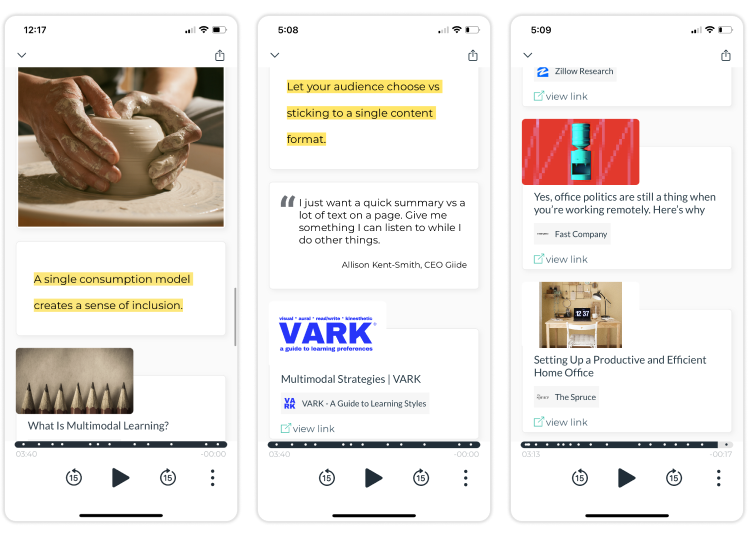 12:17
A single consumption model
creates a sense of inclusion.
What Is Multimodal Learning?
03:40
-00:00
15
15
5:08
Let your audience choose vs
sticking to a single content
format.
I just want a quick summary vs a
lot of text on a page. Give me
something I can listen to while I
do other things.
Allison Kent-Smith, CEO Giide
visual * aural * read/write * kinesthetic
VARK®
a guide to learning preferences
Multimodal Strategies | VARK
VA
RK
VARK - A Guide to Learning Styles
view link
03:40
-00:00
15
15
5:09
Zillow Research
view link
Yes, office politics are still a thing when
you're working remotely. Here's why
Fast Company
view link
12 37
Setting Up a Productive and Efficient
Home Office
The Spruce
view link
03:13
-00:17
15
15